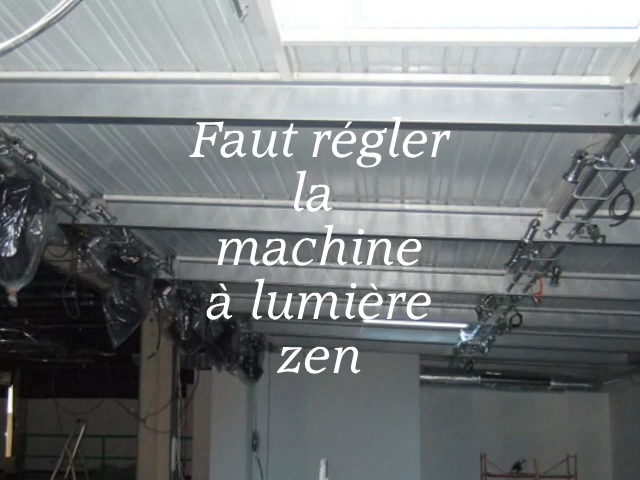 Faut régler
la
machine
à lumière
zen